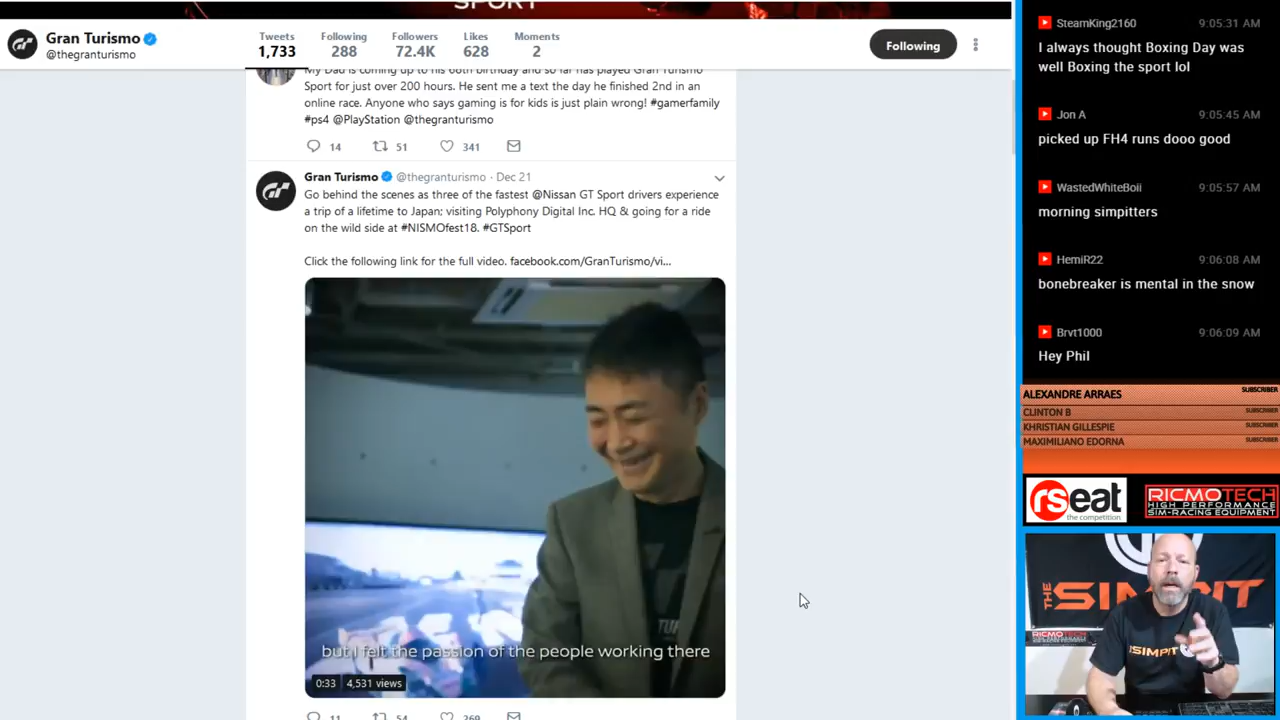 SPORT
Gran Turismo
@thegranturismo
Tweets
1,733
Following
288
Followers
72.4K
Likes
628
Moments
2
Following
My Dad is coming up to his 68th birthday and so far has played Gran Turismo
Sport for just over 200 hours. He sent me a text the day he finished 2nd in an
online race. Anyone who says gaming is for kids is just plain wrong! #gamerfamily
#ps4 @PlayStation @thegranturismo
14
51
341
Gran Turismo @thegranturismo · Dec 21
Go behind the scenes as three of the fastest @Nissan GT Sport drivers experience
a trip of a lifetime to Japan; visiting Polyphony Digital Inc. HQ & going for a ride
on the wild side at #NISMOfest18. #GTSport
Click the following link for the full video. facebook.com/GranTurismo/vi...
but I felt the passion of the people working there
0:33
4,531 views
11
54
269
SteamKing2160 9:05:31 AM
I always thought Boxing Day was
well Boxing the sport lol
Jon A 9:05:45 AM
picked up FH4 runs dooo good
WastedWhiteBoii 9:05:57 AM
morning simpitters
HemiR22 9:06:08 AM
bonebreaker is mental in the snow
Brvt1000 9:06:09 AM
Hey Phil
ALEXANDRE ARRAES SUBSCRIBER
CLINTON B SUBSCRIBER
KHRISTIAN GILLESPIE SUBSCRIBER
MAXIMILIANO EDORNA SUBSCRIBER
rseat
the competition
RICMOTECH
HIGH PERFORMANCE
SIM-RACING EQUIPMENT
THE SIMPIT
RICMOTECH
SIMPIT